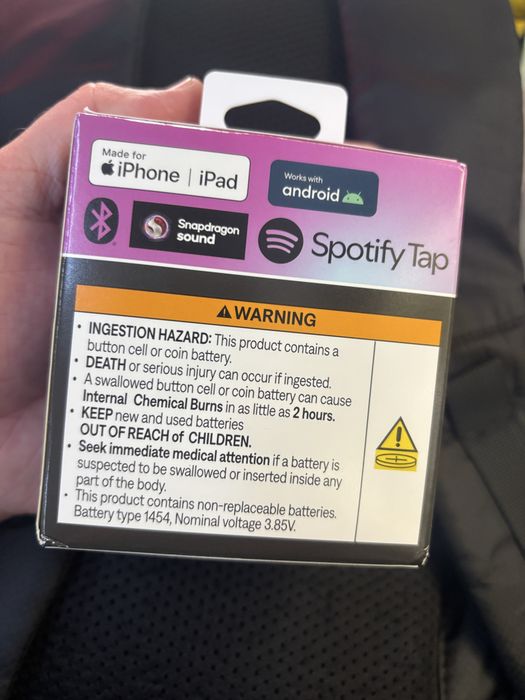 Made for
iPhone | iPad
Works with
android
Snapdragon
sound
Spotify Tap
WARNING
• INGESTION HAZARD: This product contains a
button cell or coin battery.
• DEATH or serious injury can occur if ingested.
• A swallowed button cell or coin battery can cause
Internal Chemical Burns in as little as 2 hours.
• KEEP new and used batteries
OUT OF REACH of CHILDREN.
• Seek immediate medical attention if a battery is
suspected to be swallowed or inserted inside any
part of the body.
• This product contains non-replaceable batteries.
Battery type 1454, Nominal voltage 3.85V.